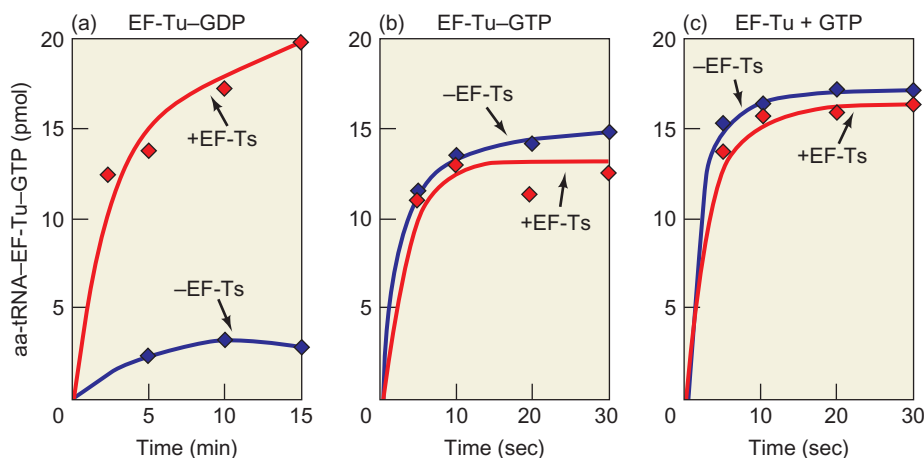 (a) EF-Tu–GDP
(b) EF-Tu–GTP
(c) EF-Tu + GTP
aa-tRNA–EF-Tu–GTP (pmol)
20
15
10
5
0
+EF-Ts
–EF-Ts
5
10
15
Time (min)
20
15
10
5
0
–EF-Ts
+EF-Ts
10
20
30
Time (sec)
20
15
10
5
0
–EF-Ts
+EF-Ts
10
20
30
Time (sec)